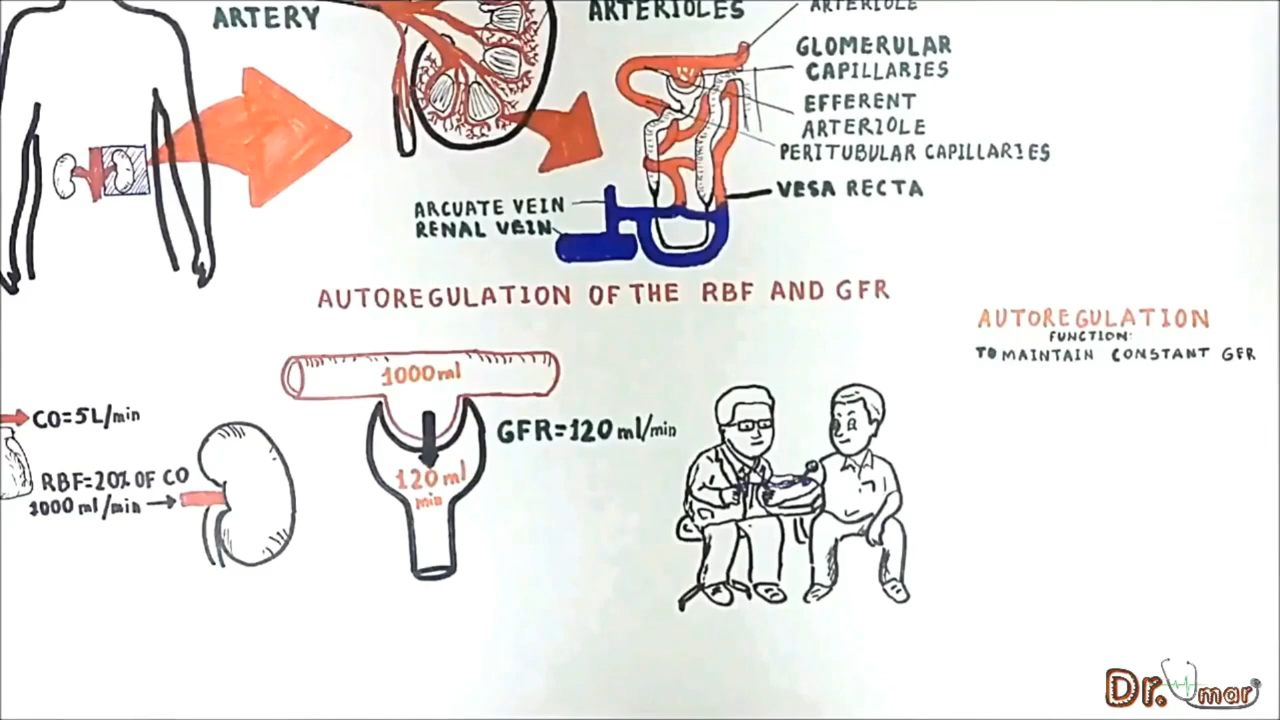 ARTERY
ARTERIOLES
ARTERIOLE
GLOMERULAR
CAPILLARIES
EFFERENT
ARTERIOLE
PERITUBULAR CAPILLARIES
VESA RECTA
ARCUATE VEIN
RENAL VEIN
AUTOREGULATION OF THE RBF AND GFR
AUTOREGULATION
FUNCTION:
TO MAINTAIN CONSTANT GFR
1000ml
CO=5L/min
GFR=120 ml/min
RBF=20% OF CO
1000 ml/min
120 ml
min
Dr. Umar